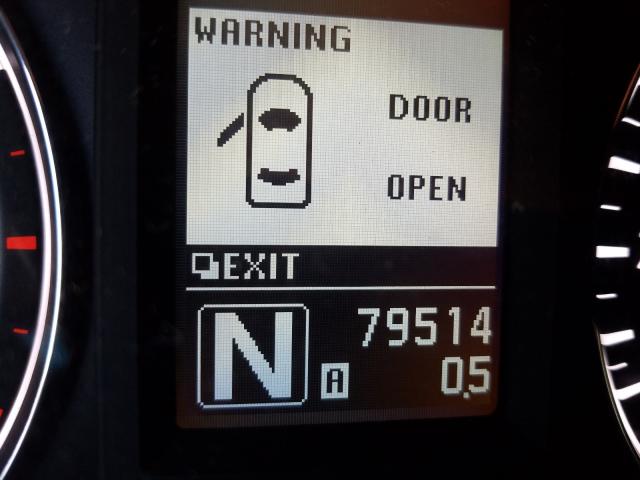 WARNING
DOOR
OPEN
EXIT
N
79514
A
0.5